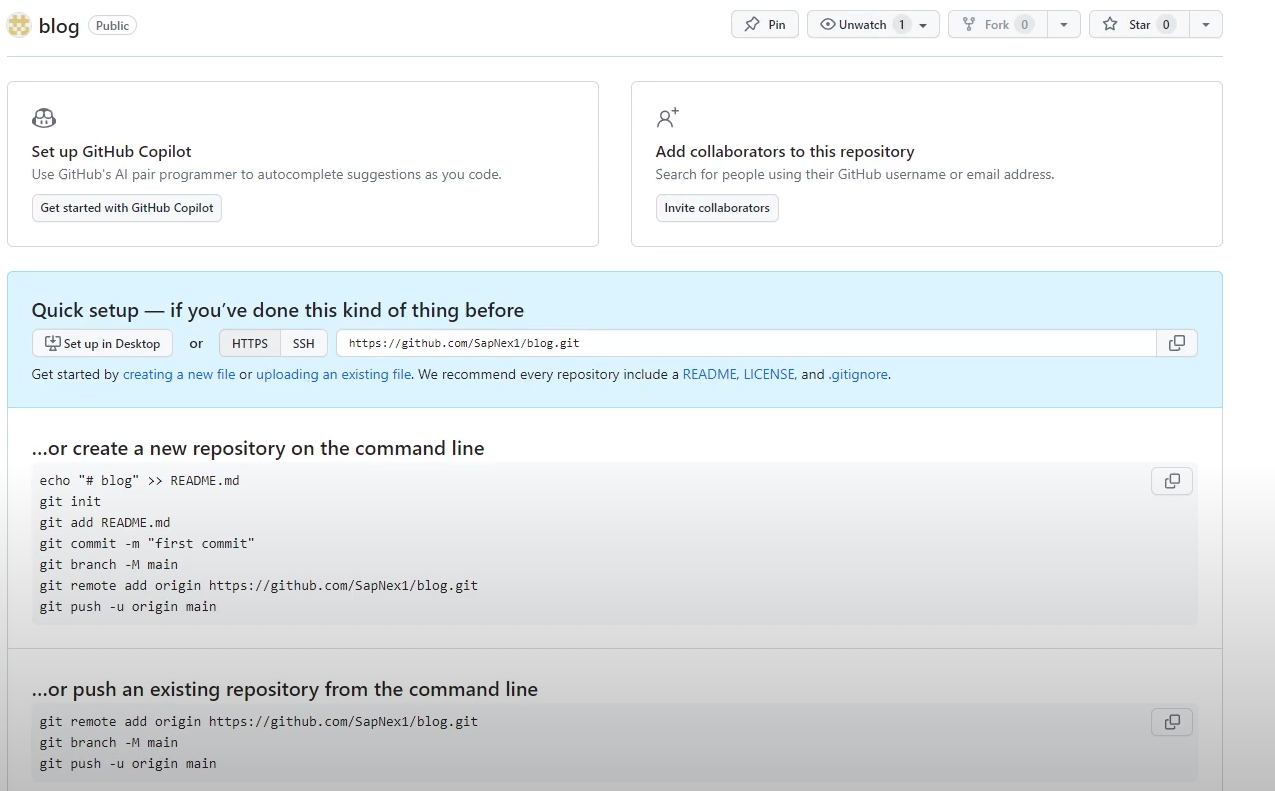 blog Public Pin Unwatch 1 Fork 0 Star 0
Set up GitHub Copilot
Use GitHub's AI pair programmer to autocomplete suggestions as you code.
Get started with GitHub Copilot
Add collaborators to this repository
Search for people using their GitHub username or email address.
Invite collaborators
Quick setup — if you’ve done this kind of thing before
Set up in Desktop or HTTPS SSH https://github.com/SapNex1/blog.git
Get started by creating a new file or uploading an existing file. We recommend every repository include a README, LICENSE, and .gitignore.
…or create a new repository on the command line
echo "# blog" >> README.md
git init
git add README.md
git commit -m "first commit"
git branch -M main
git remote add origin https://github.com/SapNex1/blog.git
git push -u origin main
…or push an existing repository from the command line
git remote add origin https://github.com/SapNex1/blog.git
git branch -M main
git push -u origin main